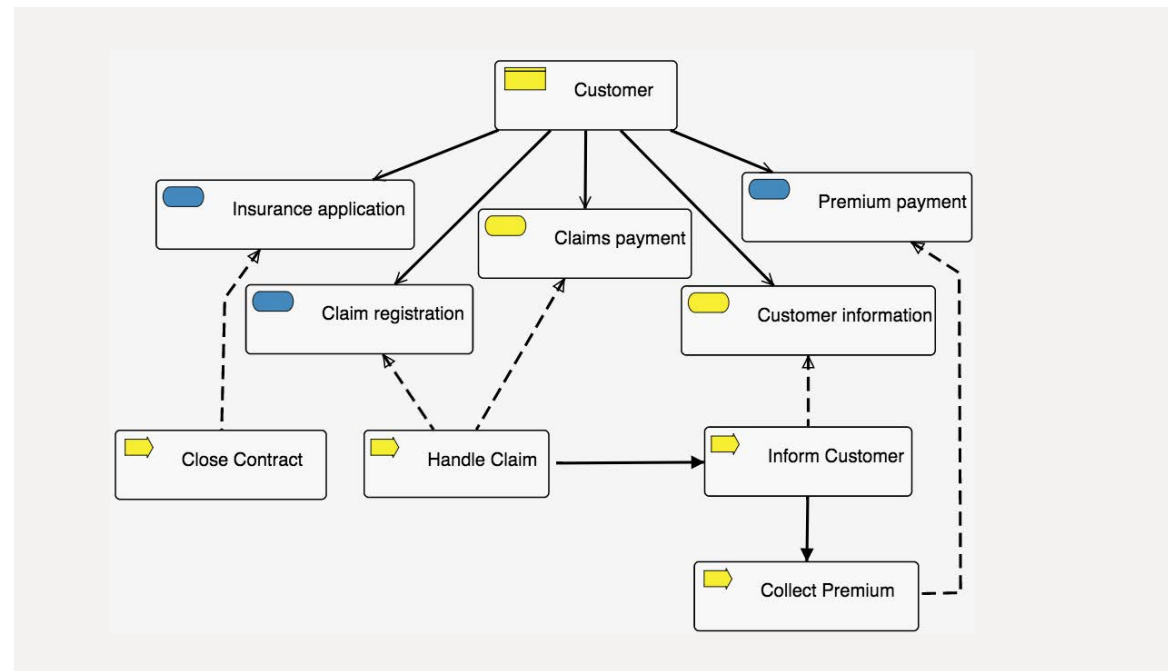 Customer
Insurance application
Premium payment
Claims payment
Claim registration
Customer information
Close Contract
Handle Claim
Inform Customer
Collect Premium